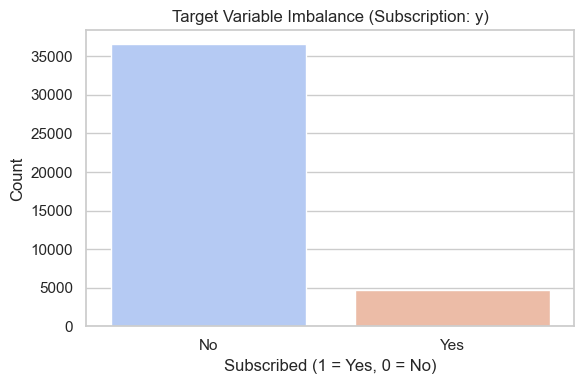 Target Variable Imbalance (Subscription: y)
35000
30000
25000
20000
15000
10000
5000
0
Count
No
Yes
Subscribed (1 = Yes, 0 = No)